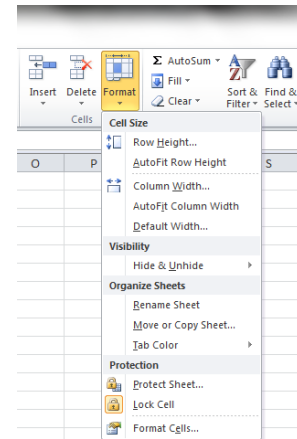 Σ AutoSum
Fill
Clear
Insert Delete Format
Sort & Filter
Find & Select
Cells
O P S
Cell Size
Row Height...
AutoFit Row Height
Column Width...
AutoFit Column Width
Default Width...
Visibility
Hide & Unhide
Organize Sheets
Rename Sheet
Move or Copy Sheet...
Tab Color
Protection
Protect Sheet...
Lock Cell
Format Cells...